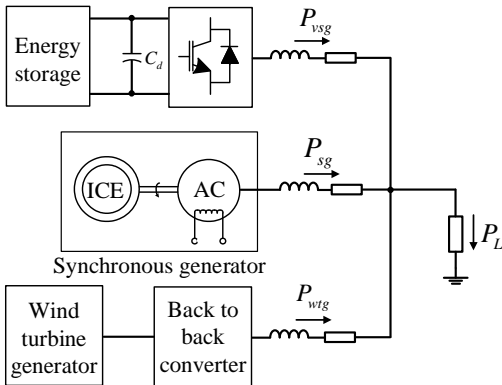 Energy
storage
C_d
P_vsg
ICE
AC
P_sg
P_L
Synchronous generator
Wind
turbine
generator
Back to
back
converter
P_wtg